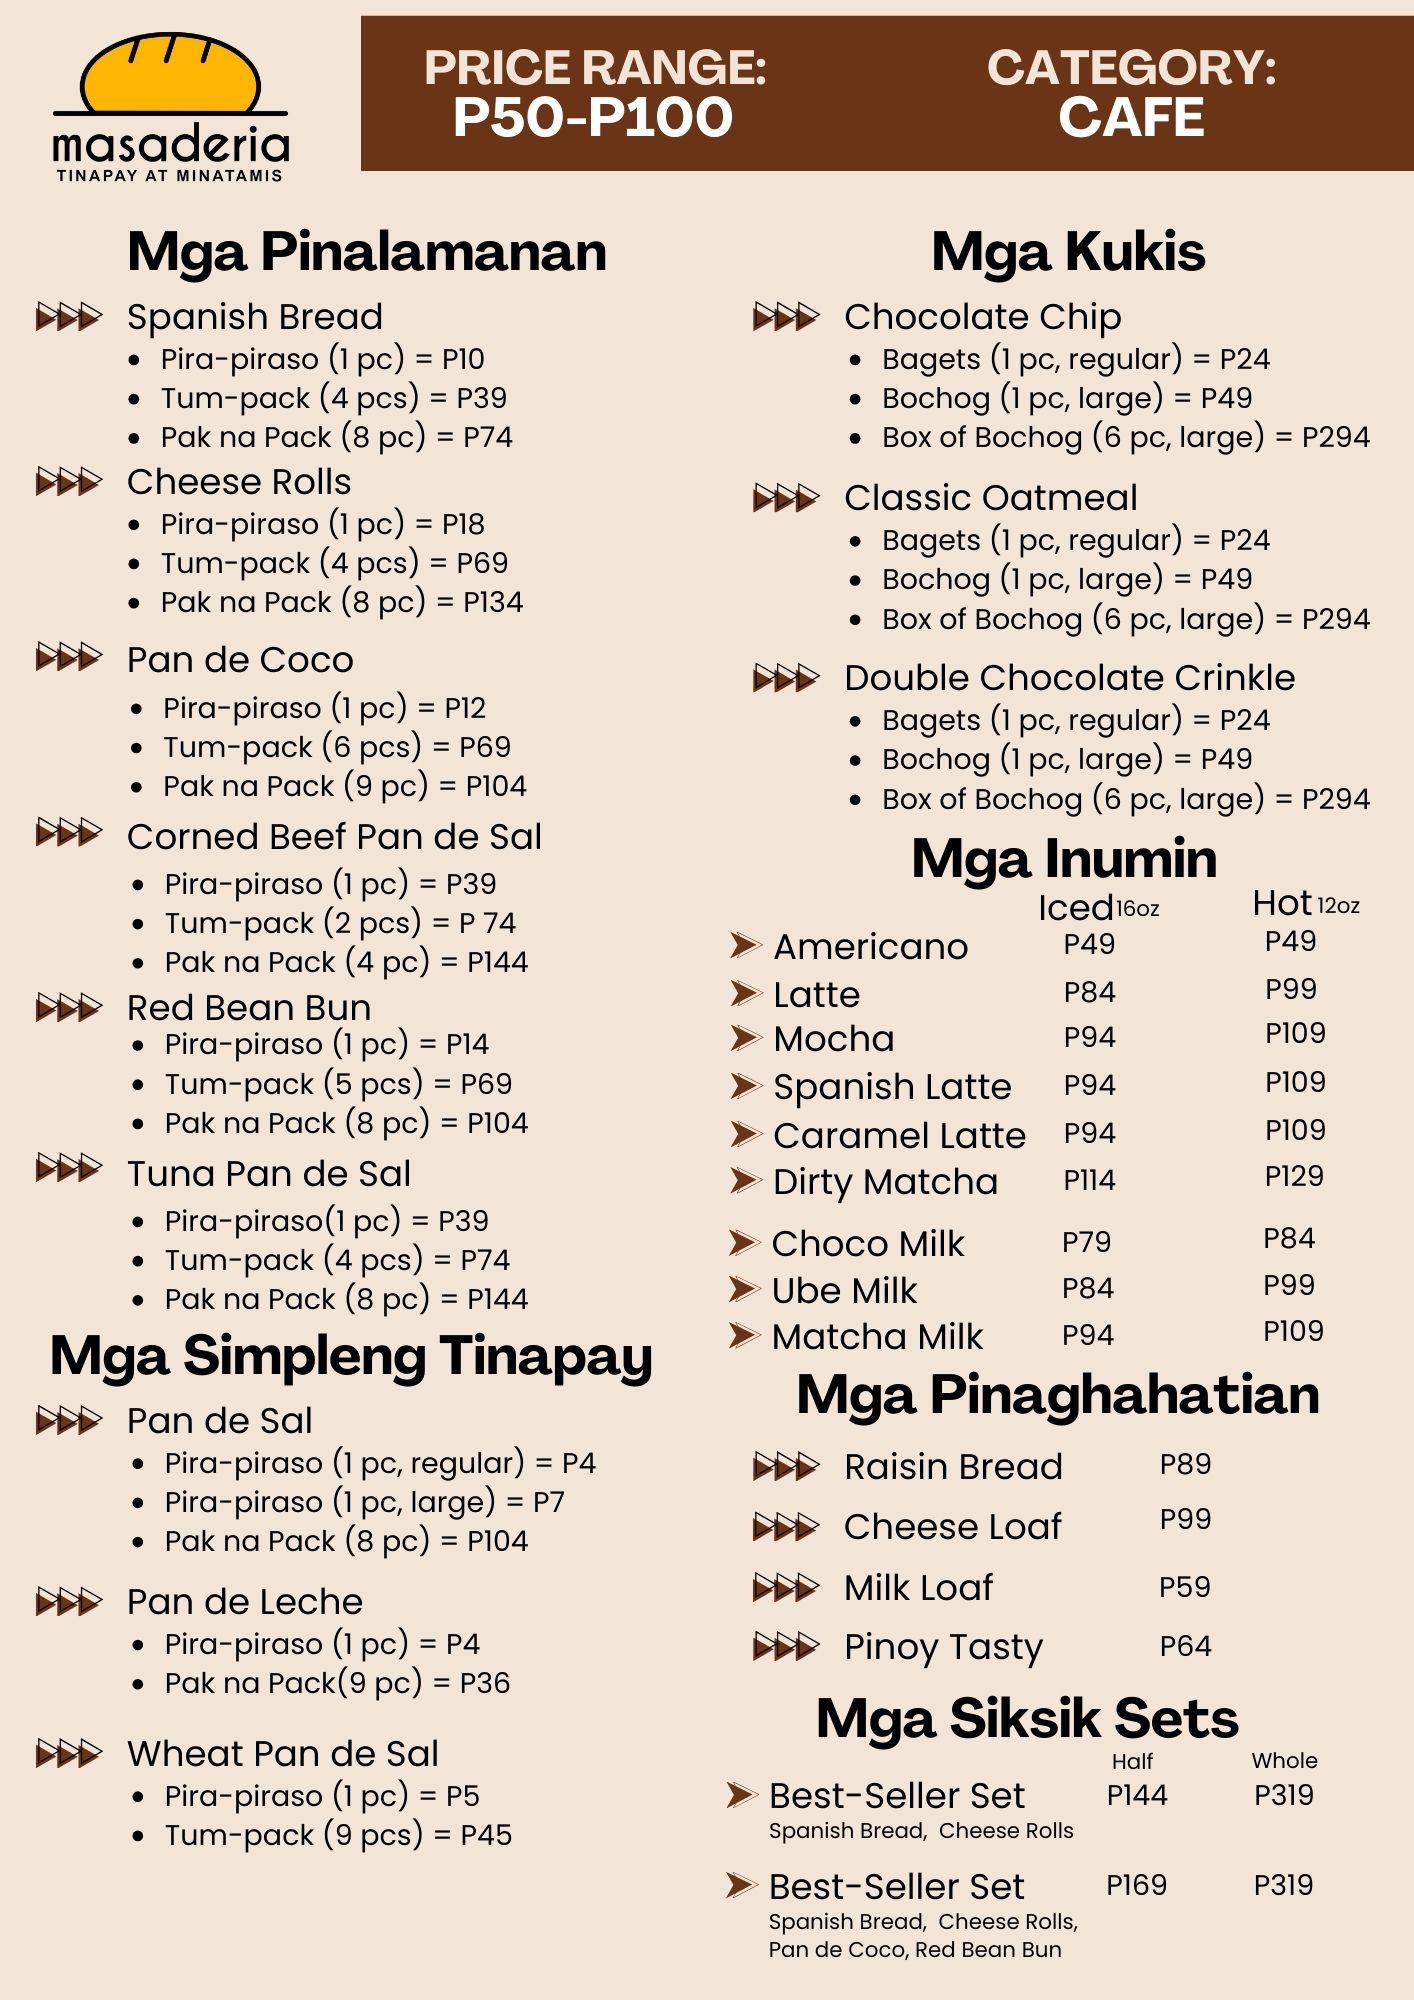 masaderia
TINAPAY AT MINATAMIS
PRICE RANGE:
P50-P100
CATEGORY:
CAFE
Mga Pinalamanan
Spanish Bread
• Pira-piraso (1 pc) = P10
• Tum-pack (4 pcs) = P39
• Pak na Pack (8 pc) = P74
Cheese Rolls
• Pira-piraso (1 pc) = P18
• Tum-pack (4 pcs) = P69
• Pak na Pack (8 pc) = P134
Pan de Coco
• Pira-piraso (1 pc) = P12
• Tum-pack (6 pcs) = P69
• Pak na Pack (9 pc) = P104
Corned Beef Pan de Sal
• Pira-piraso (1 pc) = P39
• Tum-pack (2 pcs) = P 74
• Pak na Pack (4 pc) = P144
Red Bean Bun
• Pira-piraso (1 pc) = P14
• Tum-pack (5 pcs) = P69
• Pak na Pack (8 pc) = P104
Tuna Pan de Sal
• Pira-piraso(1 pc) = P39
• Tum-pack (4 pcs) = P74
• Pak na Pack (8 pc) = P144
Mga Simpleng Tinapay
Pan de Sal
• Pira-piraso (1 pc, regular) = P4
• Pira-piraso (1 pc, large) = P7
• Pak na Pack (8 pc) = P104
Pan de Leche
• Pira-piraso (1 pc) = P4
• Pak na Pack(9 pc) = P36
Wheat Pan de Sal
• Pira-piraso (1 pc) = P5
• Tum-pack (9 pcs) = P45
Mga Kukis
Chocolate Chip
• Bagets (1 pc, regular) = P24
• Bochog (1 pc, large) = P49
• Box of Bochog (6 pc, large) = P294
Classic Oatmeal
• Bagets (1 pc, regular) = P24
• Bochog (1 pc, large) = P49
• Box of Bochog (6 pc, large) = P294
Double Chocolate Crinkle
• Bagets (1 pc, regular) = P24
• Bochog (1 pc, large) = P49
• Box of Bochog (6 pc, large) = P294
Mga Inumin
Iced 16oz Hot 12oz
Americano P49 P49
Latte P84 P99
Mocha P94 P109
Spanish Latte P94 P109
Caramel Latte P94 P109
Dirty Matcha P114 P129
Choco Milk P79 P84
Ube Milk P84 P99
Matcha Milk P94 P109
Mga Pinaghahatian
Raisin Bread P89
Cheese Loaf P99
Milk Loaf P59
Pinoy Tasty P64
Mga Siksik Sets
Half Whole
Best-Seller Set P144 P319
Spanish Bread, Cheese Rolls
Best-Seller Set P169 P319
Spanish Bread, Cheese Rolls,
Pan de Coco, Red Bean Bun